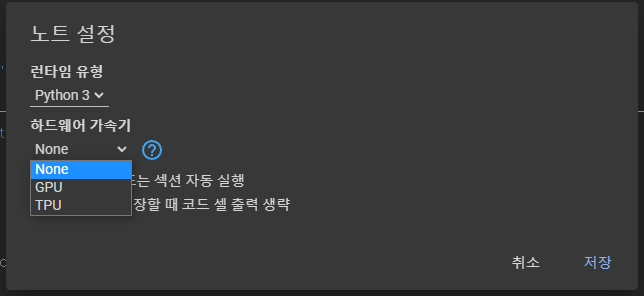 노트 설정
런타임 유형
Python 3
하드웨어 가속기
None
None
GPU
TPU
는 섹션 자동 실행
장할 때 코드 셀 출력 생략
취소
저장